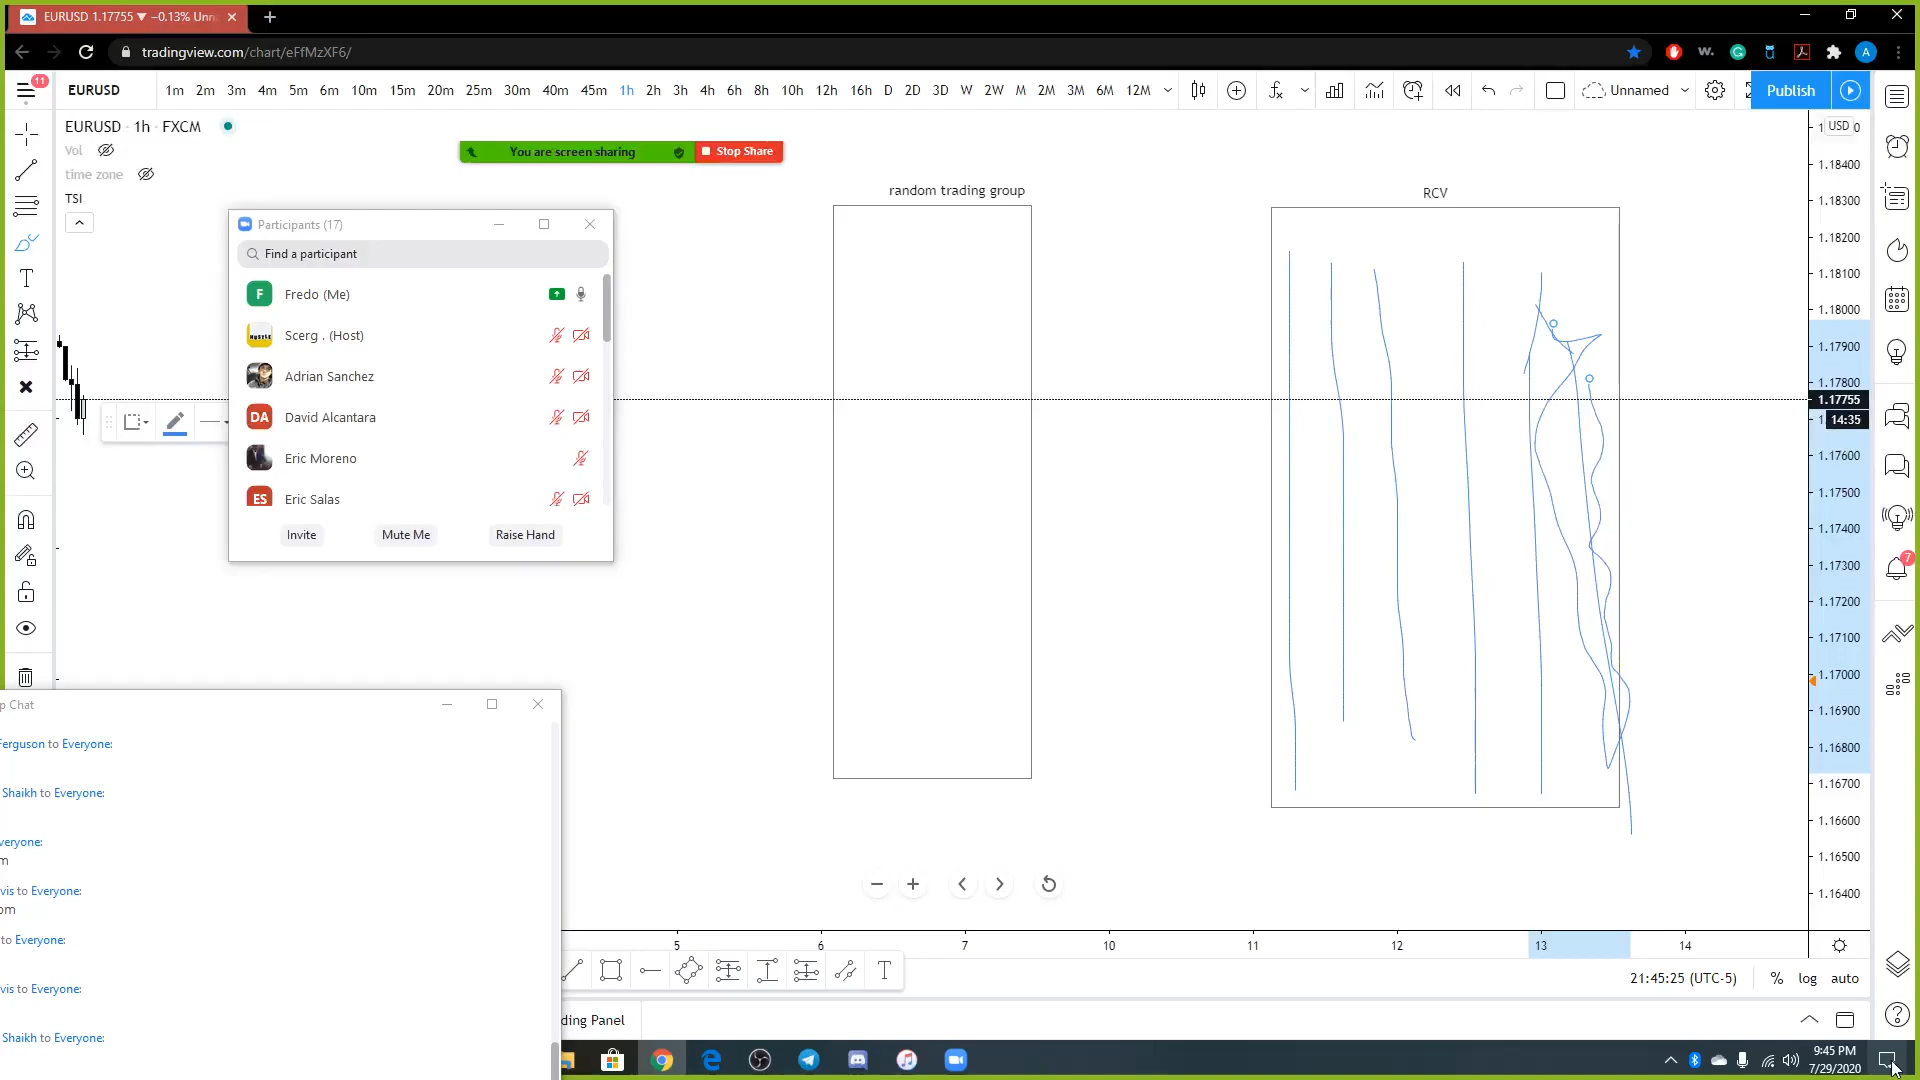 EURUSD 1.17755 ▼ −0.13% Unn
tradingview.com/chart/eFfMzXF6/
11
EURUSD 1m 2m 3m 4m 5m 6m 10m 15m 20m 25m 30m 40m 45m 1h 2h 3h 4h 6h 8h 10h 12h 16h D 2D 3D W 2W M 2M 3M 6M 12M Unnamed Publish
EURUSD · 1h · FXCM
Vol
time zone
TSI
You are screen sharing Stop Share
random trading group
RCV
Participants (17)
Find a participant
F Fredo (Me)
HUSTLE Scerg . (Host)
Adrian Sanchez
DA David Alcantara
Eric Moreno
ES Eric Salas
Invite Mute Me Raise Hand
p Chat
Ferguson to Everyone:
Shaikh to Everyone:
veryone:
m
vis to Everyone:
om
to Everyone:
vis to Everyone:
Shaikh to Everyone:
USD
1.18400
1.18300
1.18200
1.18100
1.18000
1.17900
1.17800
1.17755
14:35
1.17600
1.17500
1.17400
1.17300
1.17200
1.17100
1.17000
1.16900
1.16800
1.16700
1.16600
1.16500
1.16400
7
5 6 7 10 11 12 13 14
21:45:25 (UTC-5) % log auto
ding Panel
9:45 PM
7/29/2020